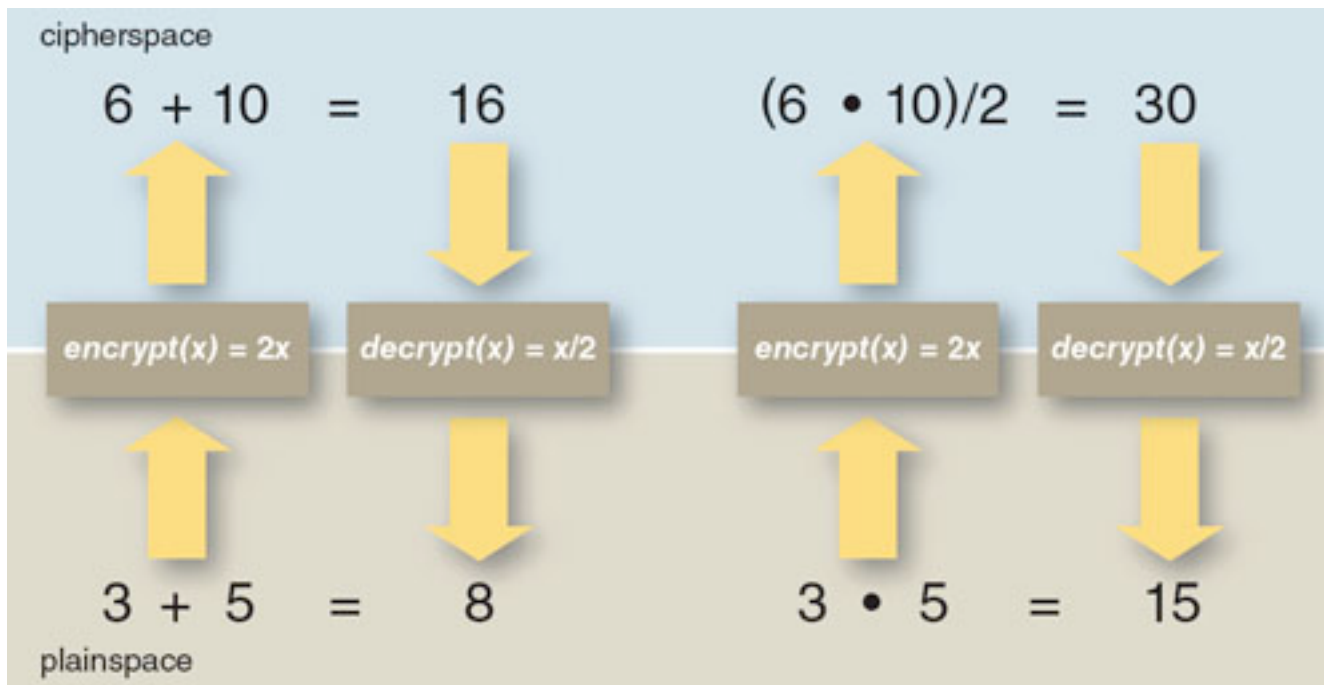 cipherspace
6 + 10 = 16
(6 • 10)/2 = 30
encrypt(x) = 2x
decrypt(x) = x/2
encrypt(x) = 2x
decrypt(x) = x/2
3 + 5 = 8
3 • 5 = 15
plainspace